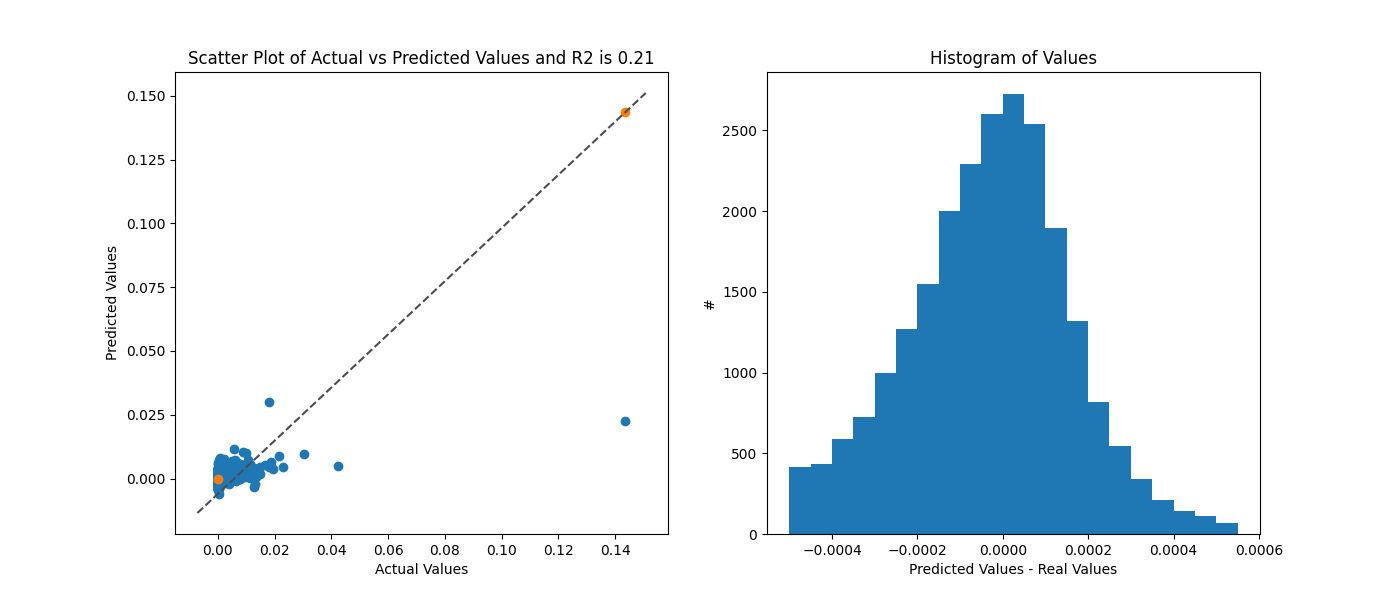 Scatter Plot of Actual vs Predicted Values and R2 is 0.21
0.150
0.125
0.100
0.075
0.050
0.025
0.000
Predicted Values
0.00 0.02 0.04 0.06 0.08 0.10 0.12 0.14
Actual Values
Histogram of Values
2500
2000
1500
1000
500
0
#
−0.0004 −0.0002 0.0000 0.0002 0.0004 0.0006
Predicted Values - Real Values